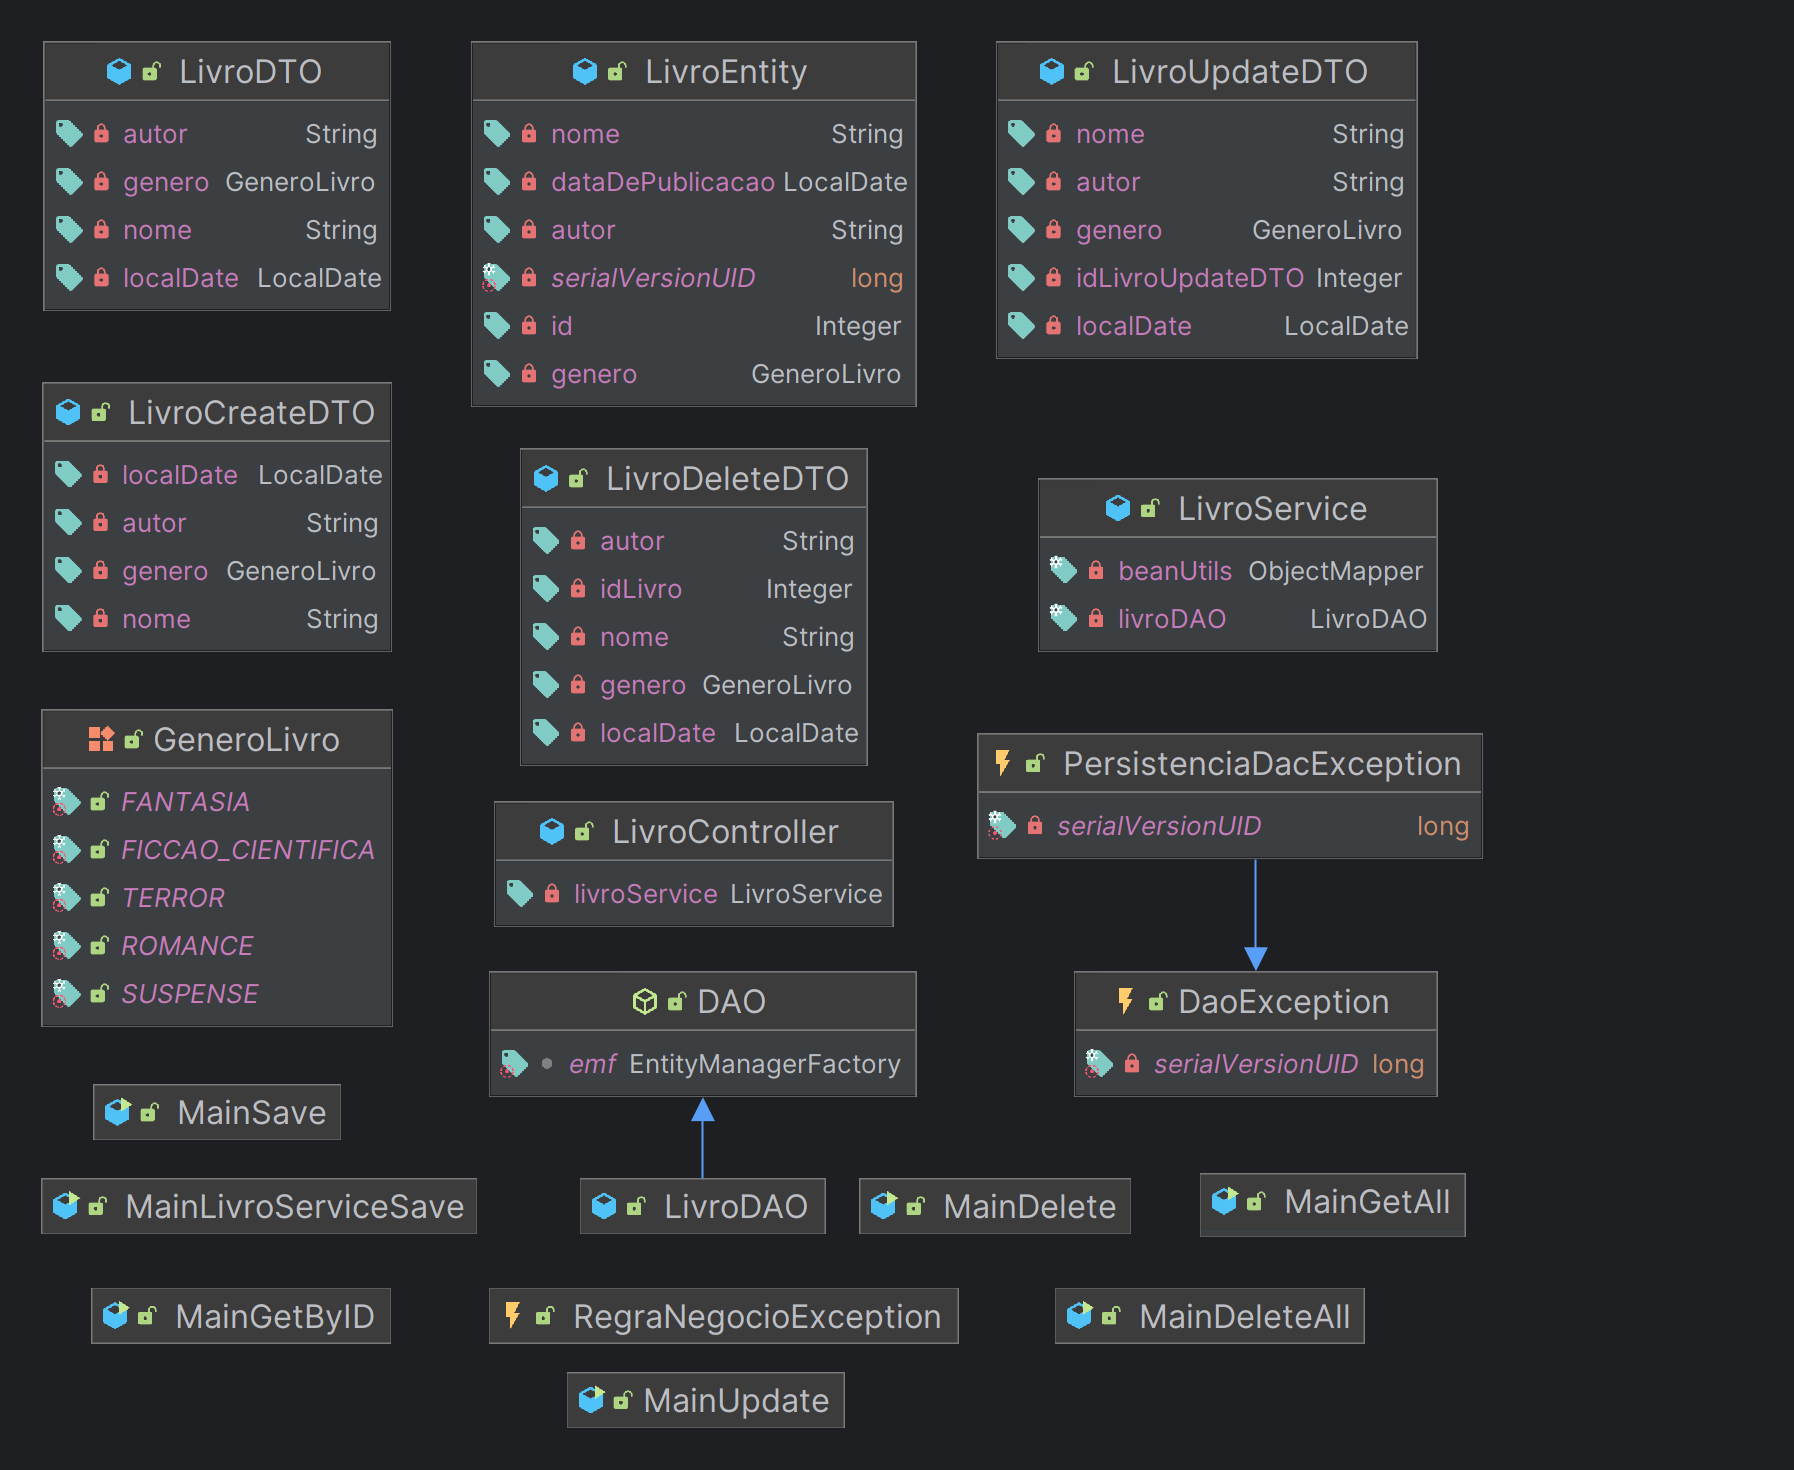 LivroDTO
autor String
genero GeneroLivro
nome String
localDate LocalDate
LivroEntity
nome String
dataDePublicacao LocalDate
autor String
serialVersionUID long
id Integer
genero GeneroLivro
LivroUpdateDTO
nome String
autor String
genero GeneroLivro
idLivroUpdateDTO Integer
localDate LocalDate
LivroCreateDTO
localDate LocalDate
autor String
genero GeneroLivro
nome String
LivroDeleteDTO
autor String
idLivro Integer
nome String
genero GeneroLivro
localDate LocalDate
LivroService
beanUtils ObjectMapper
livroDAO LivroDAO
GeneroLivro
FANTASIA
FICCAO_CIENTIFICA
TERROR
ROMANCE
SUSPENSE
LivroController
livroService LivroService
PersistenciaDacException
serialVersionUID long
DAO
emf EntityManagerFactory
DaoException
serialVersionUID long
MainSave
MainLivroServiceSave
LivroDAO
MainDelete
MainGetAll
MainGetByID
RegraNegocioException
MainDeleteAll
MainUpdate